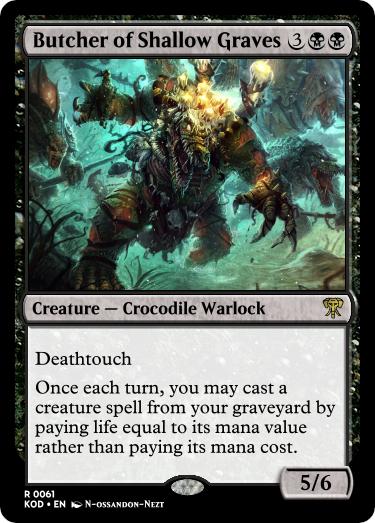 Butcher of Shallow Graves 3
Creature — Crocodile Warlock
Deathtouch
Once each turn, you may cast a
creature spell from your graveyard by
paying life equal to its mana value
rather than paying its mana cost.
5/6
R 0061
KOD • EN N-ossandon-Nezt